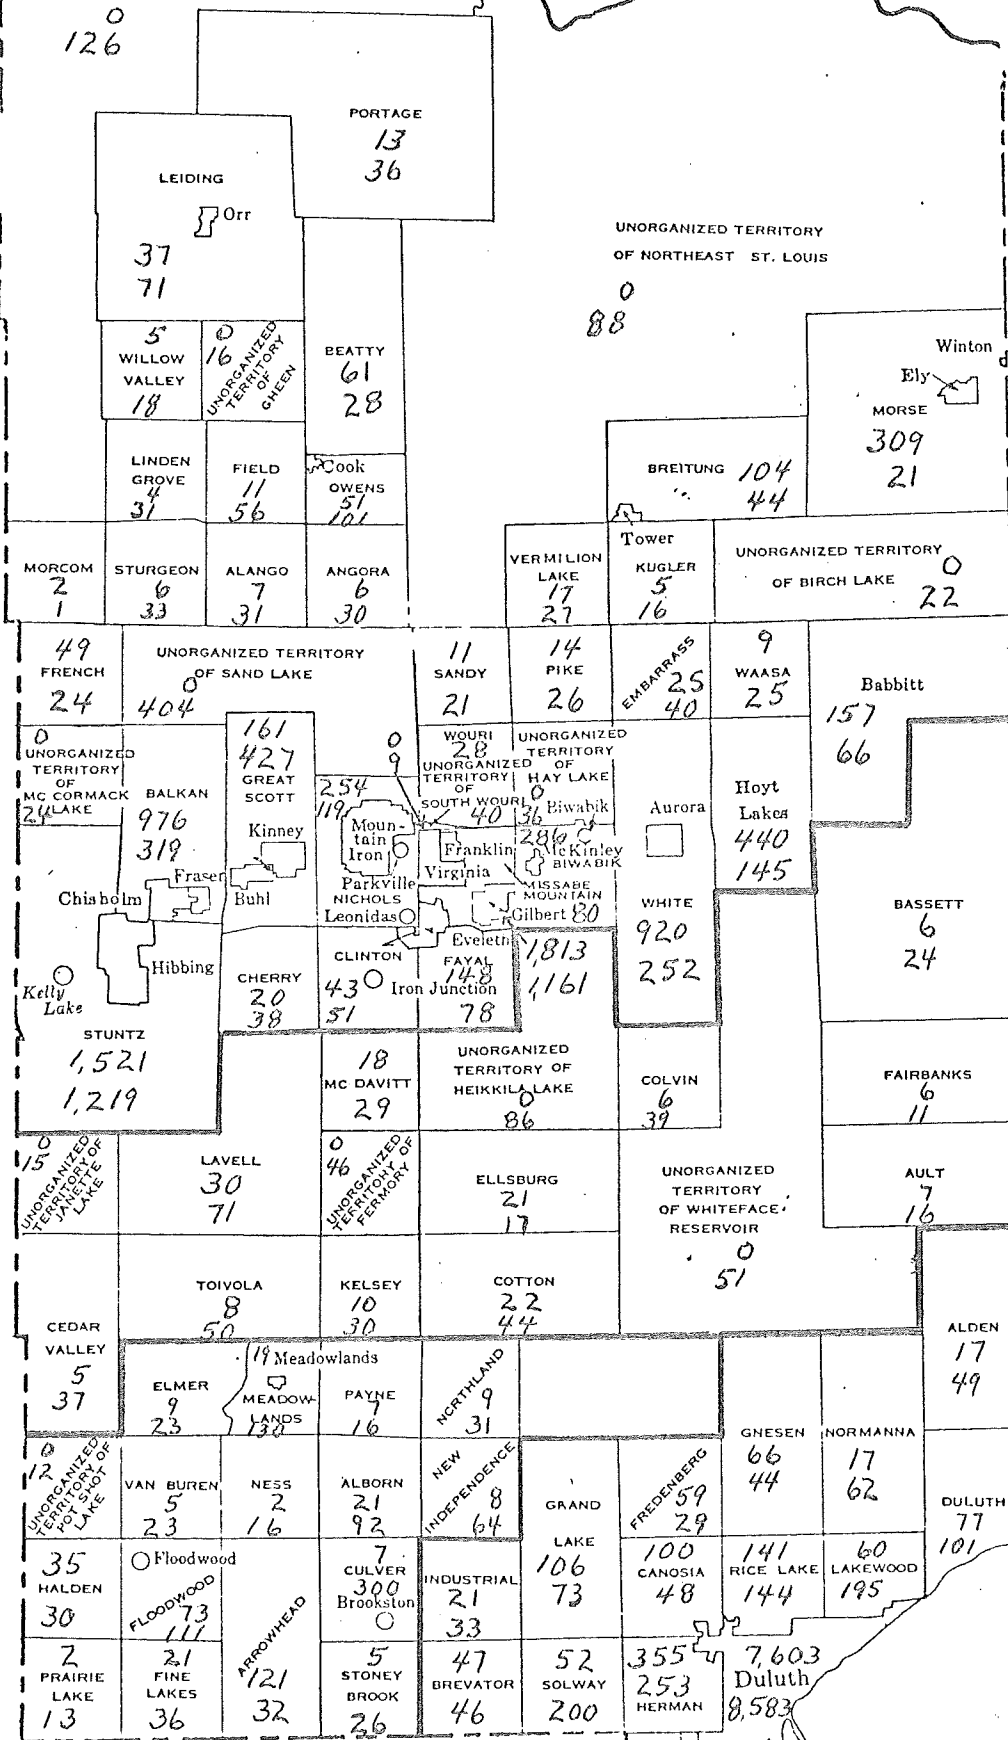 0
126
PORTAGE
13
36
LEIDING
Orr
37
71
UNORGANIZED TERRITORY
OF NORTHEAST ST. LOUIS
0
88
5
WILLOW
VALLEY
18
0
16
UNORGANIZED
TERRITORY
OF
GHEEN
BEATTY
61
28
Winton
Ely
MORSE
309
21
LINDEN
GROVE
4
31
FIELD
11
56
Cook
OWENS
51
101
BREITUNG 104
44
Tower
MORCOM
2
1
STURGEON
6
33
ALANGO
7
31
ANGORA
6
30
VERMILION
LAKE
17
27
KUGLER
5
16
UNORGANIZED TERRITORY
OF BIRCH LAKE
0
22
49
FRENCH
24
UNORGANIZED TERRITORY
OF SAND LAKE
0
404
11
SANDY
21
14
PIKE
26
EMBARRASS
25
40
9
WAASA
25
Babbitt
157
66
0
UNORGANIZED
TERRITORY
OF
MC CORMACK
LAKE
24
BALKAN
976
319
161
427
GREAT
SCOTT
Kinney
Buhl
Fraser
Chisholm
0
9
254
119
Moun-
tain
Iron
Parkville
NICHOLS
Leonidas
WOURI
28
UNORGANIZED
TERRITORY
OF
SOUTH WOURI
40
Franklin
Virginia
UNORGANIZED
TERRITORY
OF
HAY LAKE
0
36
Biwabik
286
McKinley
BIWABIK
MISSABE
MOUNTAIN
Gilbert 80
Eveleth
1,813
1,161
Aurora
WHITE
920
252
Hoyt
Lakes
440
145
BASSETT
6
24
Hibbing
Kelly
Lake
STUNTZ
1,521
1,219
CHERRY
20
38
CLINTON
43
51
FAYAL
148
Iron Junction
78
18
MC DAVITT
29
UNORGANIZED
TERRITORY OF
HEIKKILA LAKE
0
86
COLVIN
6
39
FAIRBANKS
6
11
0
15
UNORGANIZED
TERRITORY OF
JANETTE
LAKE
LAVELL
30
71
0
46
UNORGANIZED
TERRITORY OF
FERMORY
ELLSBURG
21
17
UNORGANIZED
TERRITORY
OF WHITEFACE
RESERVOIR
0
51
AULT
7
16
CEDAR
VALLEY
5
37
TOIVOLA
8
50
KELSEY
10
30
COTTON
22
44
ALDEN
17
49
ELMER
9
23
19 Meadowlands
MEADOW-
LANDS
130
PAYNE
7
16
NORTHLAND
9
31
GNESEN
66
44
NORMANNA
17
62
0
12
UNORGANIZED
TERRITORY OF
POT SHOT
LAKE
VAN BUREN
5
23
NESS
2
16
ALBORN
21
92
NEW
INDEPENDENCE
8
64
GRAND
LAKE
106
73
FREDENBERG
59
29
DULUTH
77
101
35
HALDEN
30
Floodwood
FLOODWOOD
73
111
ARROWHEAD
121
32
7
CULVER
300
Brookston
INDUSTRIAL
21
33
100
CANOSIA
48
141
RICE LAKE
144
60
LAKEWOOD
195
2
PRAIRIE
LAKE
13
21
FINE
LAKES
36
5
STONEY
BROOK
26
47
BREVATOR
46
52
SOLWAY
200
355
253
HERMAN
7,603
Duluth
8,583